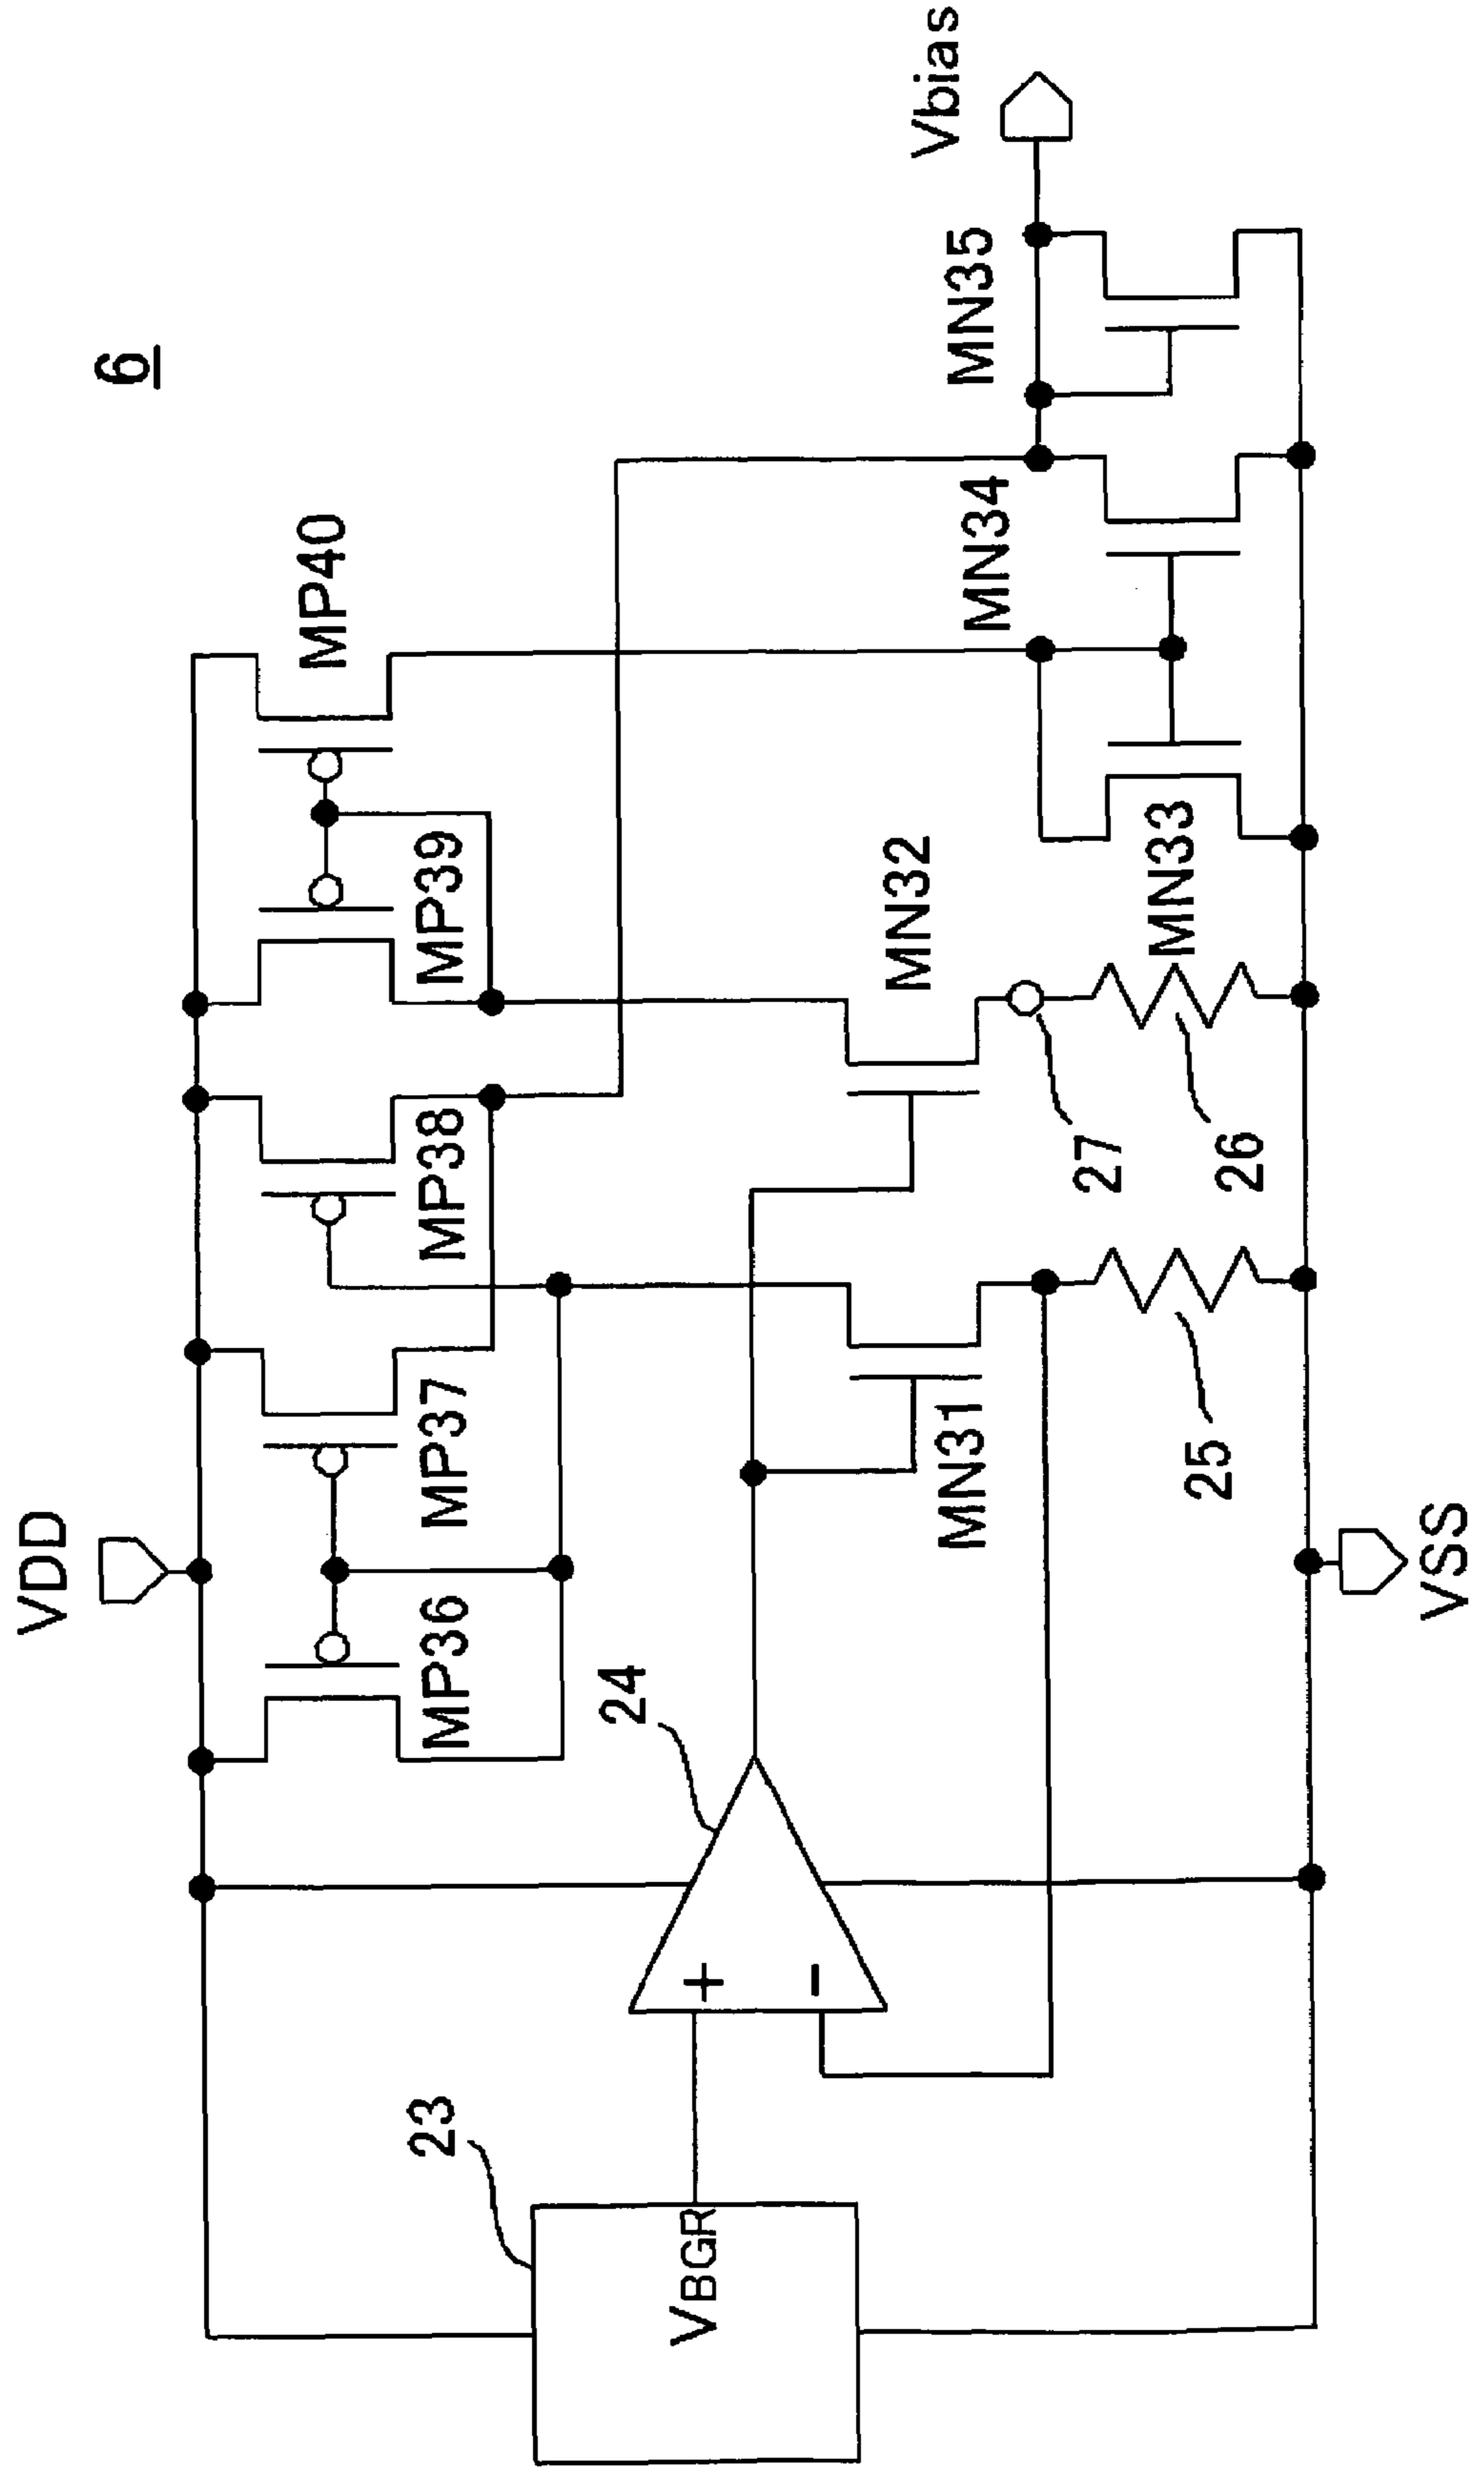 6
VDD
MP36
MP37
MP38
MP39
MP40
23
VBGR
24
+
−
MN31
MN32
MN34
MN35
Vbias
27
25
26
MN33
VSS